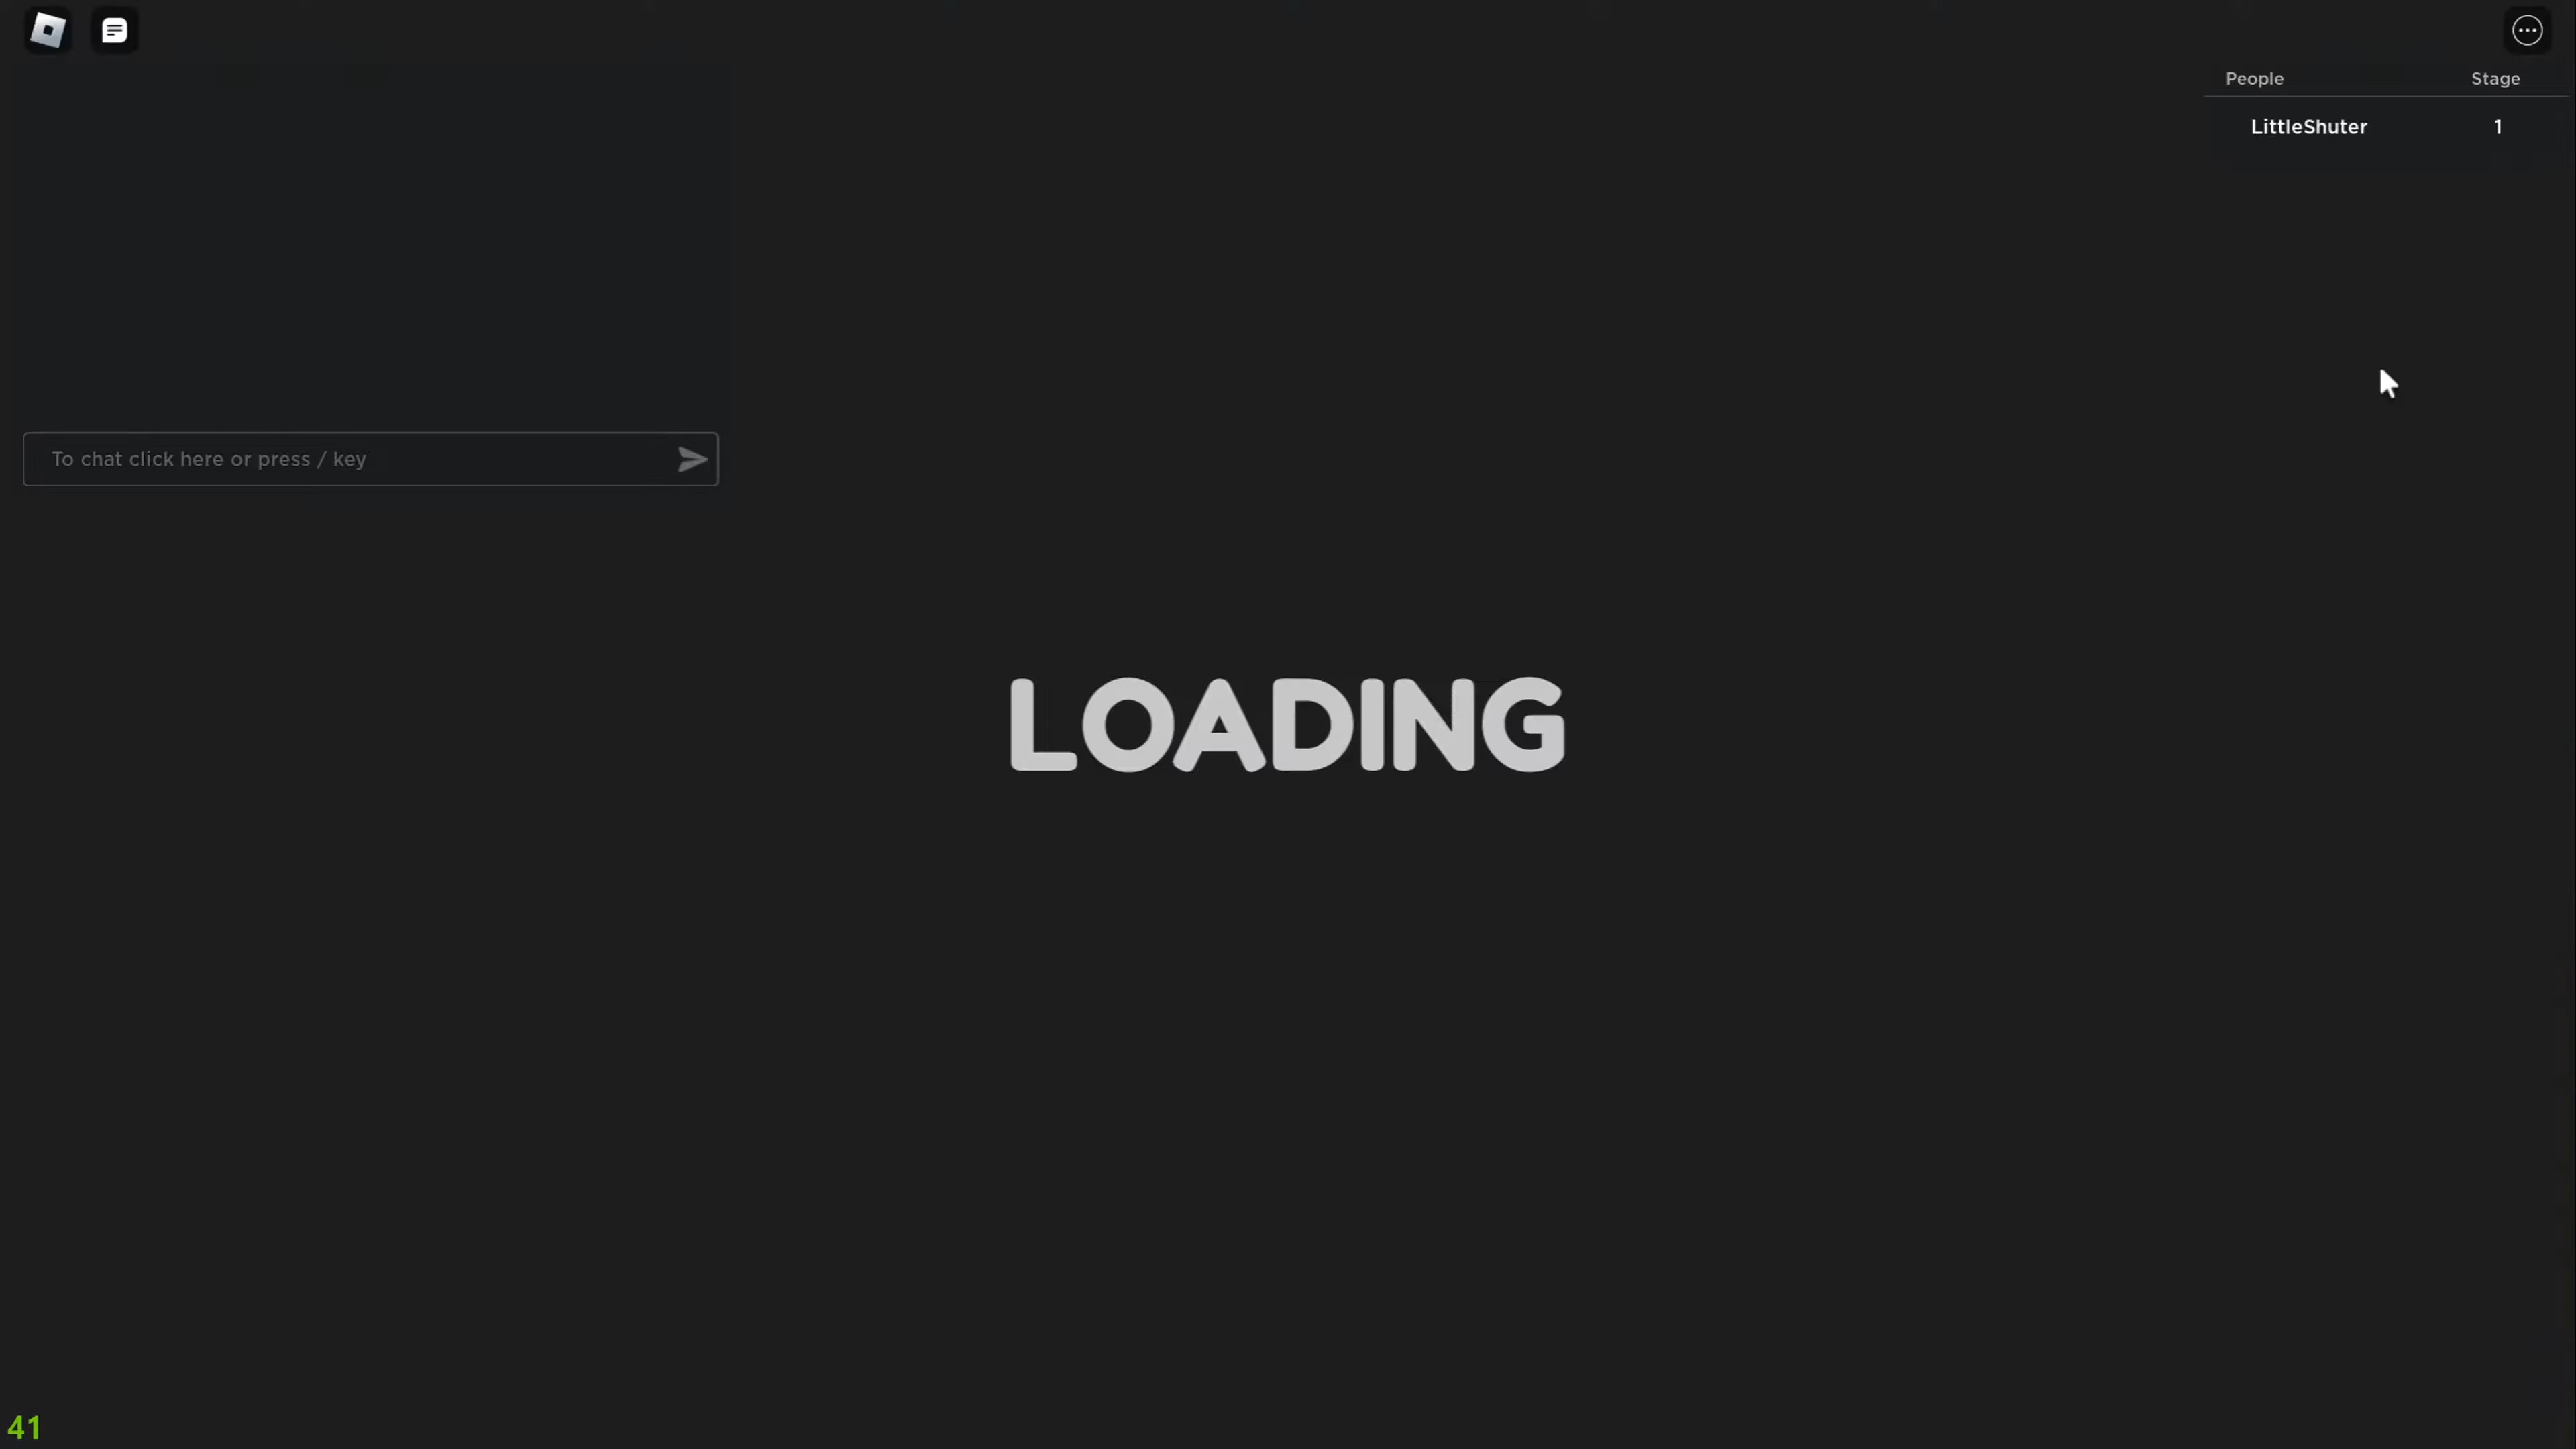 People Stage
LittleShuter 1
To chat click here or press / key
LOADING
41